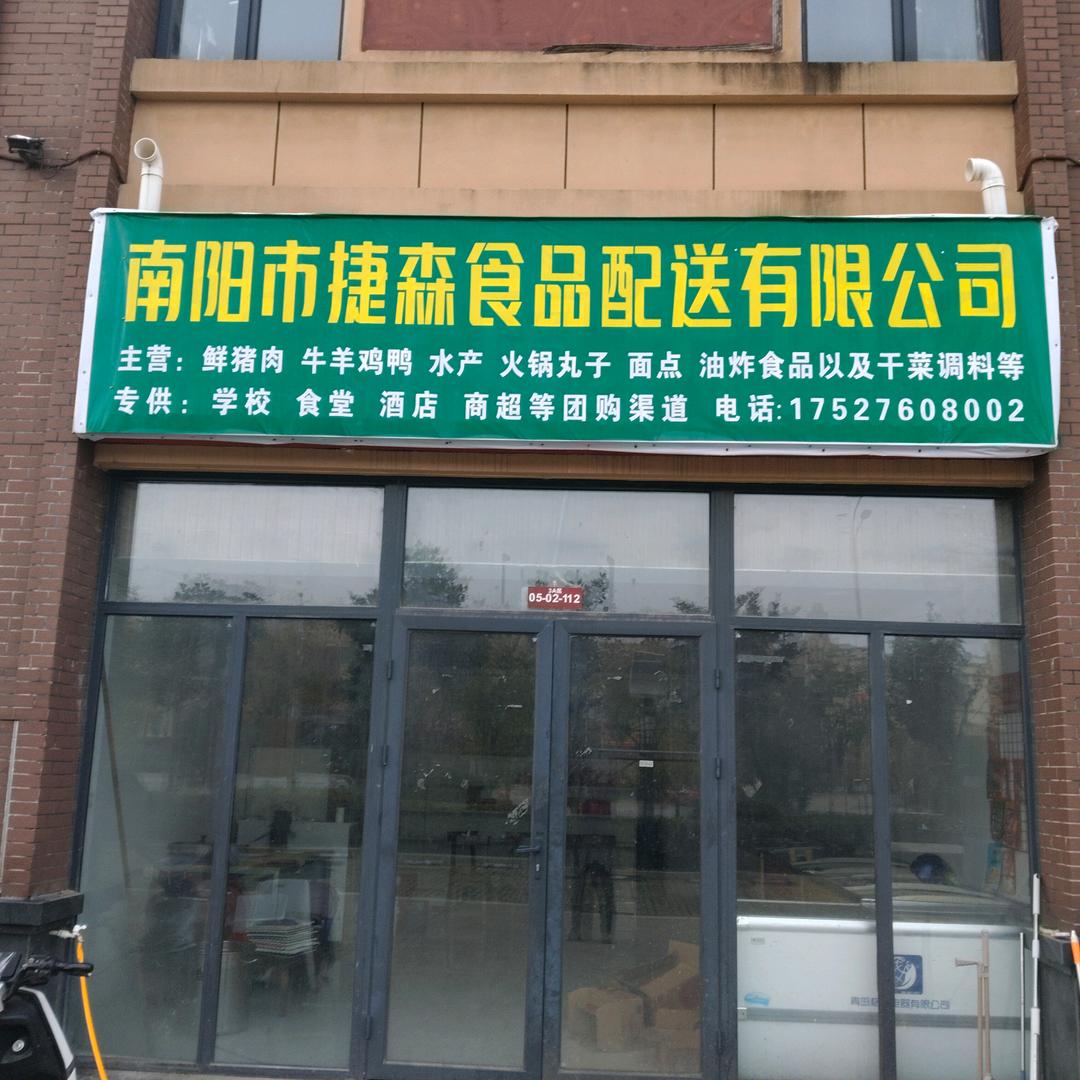 南阳市捷森食品配送有限公司
主营：鲜猪肉 牛羊鸡鸭 水产 火锅丸子 面点 油炸食品以及干菜调料等
专供：学校 食堂 酒店 商超等团购渠道 电话:17527608002
3A区
05-02-112